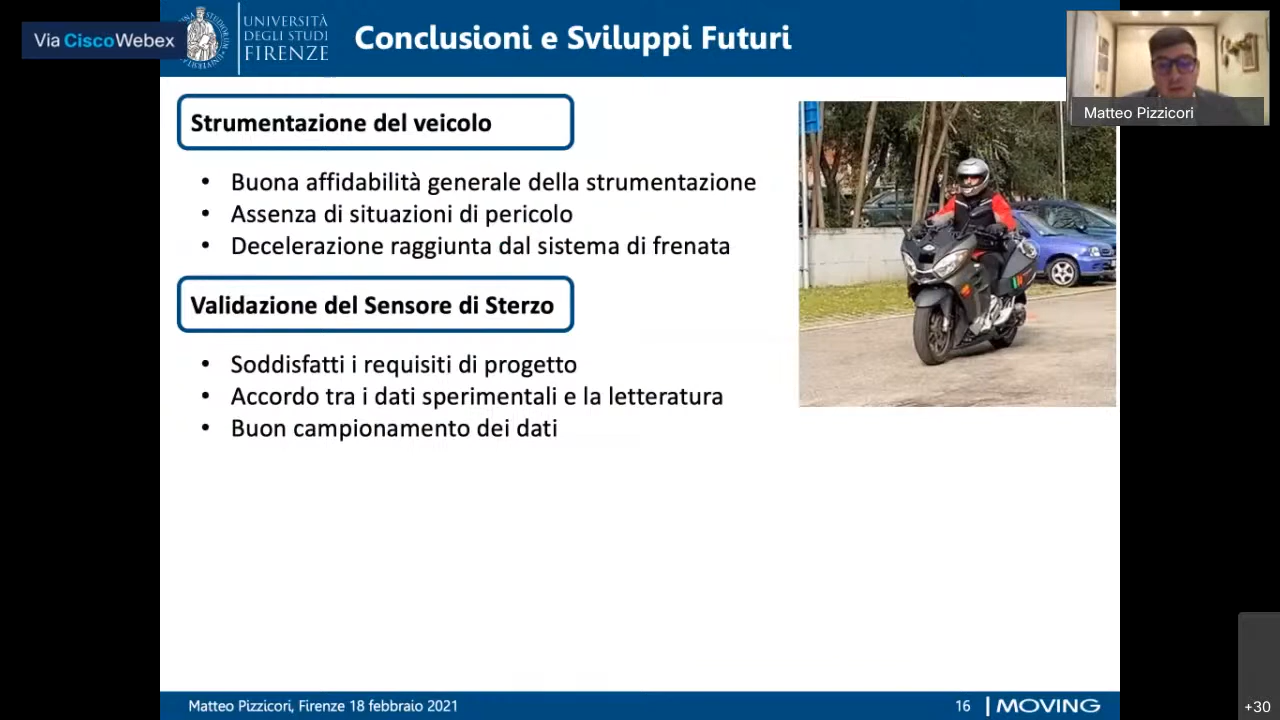 Via Cisco Webex
UNIVERSITÀ
DEGLI STUDI
FIRENZE
Conclusioni e Sviluppi Futuri
Matteo Pizzicori
Strumentazione del veicolo
• Buona affidabilità generale della strumentazione
• Assenza di situazioni di pericolo
• Decelerazione raggiunta dal sistema di frenata
Validazione del Sensore di Sterzo
• Soddisfatti i requisiti di progetto
• Accordo tra i dati sperimentali e la letteratura
• Buon campionamento dei dati
Matteo Pizzicori, Firenze 18 febbraio 2021
16
MOVING
+30